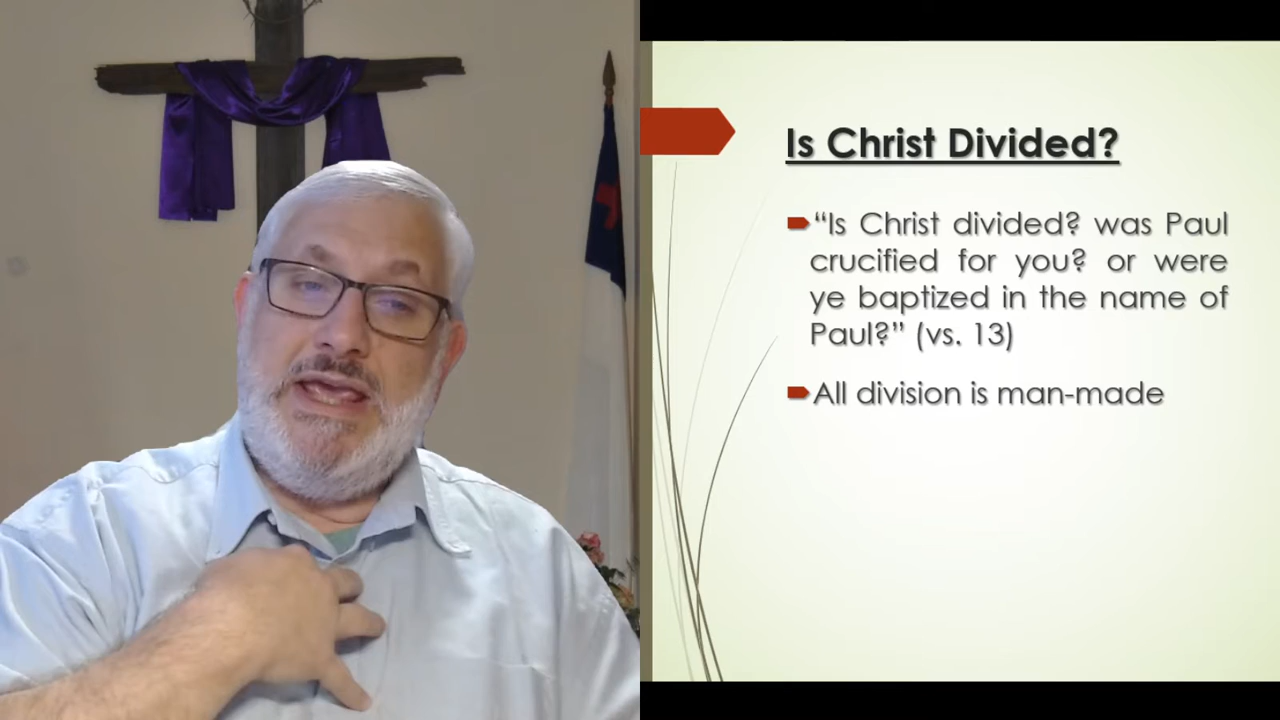 Is Christ Divided?
“Is Christ divided? was Paul
crucified for you? or were
ye baptized in the name of
Paul?” (vs. 13)
All division is man-made